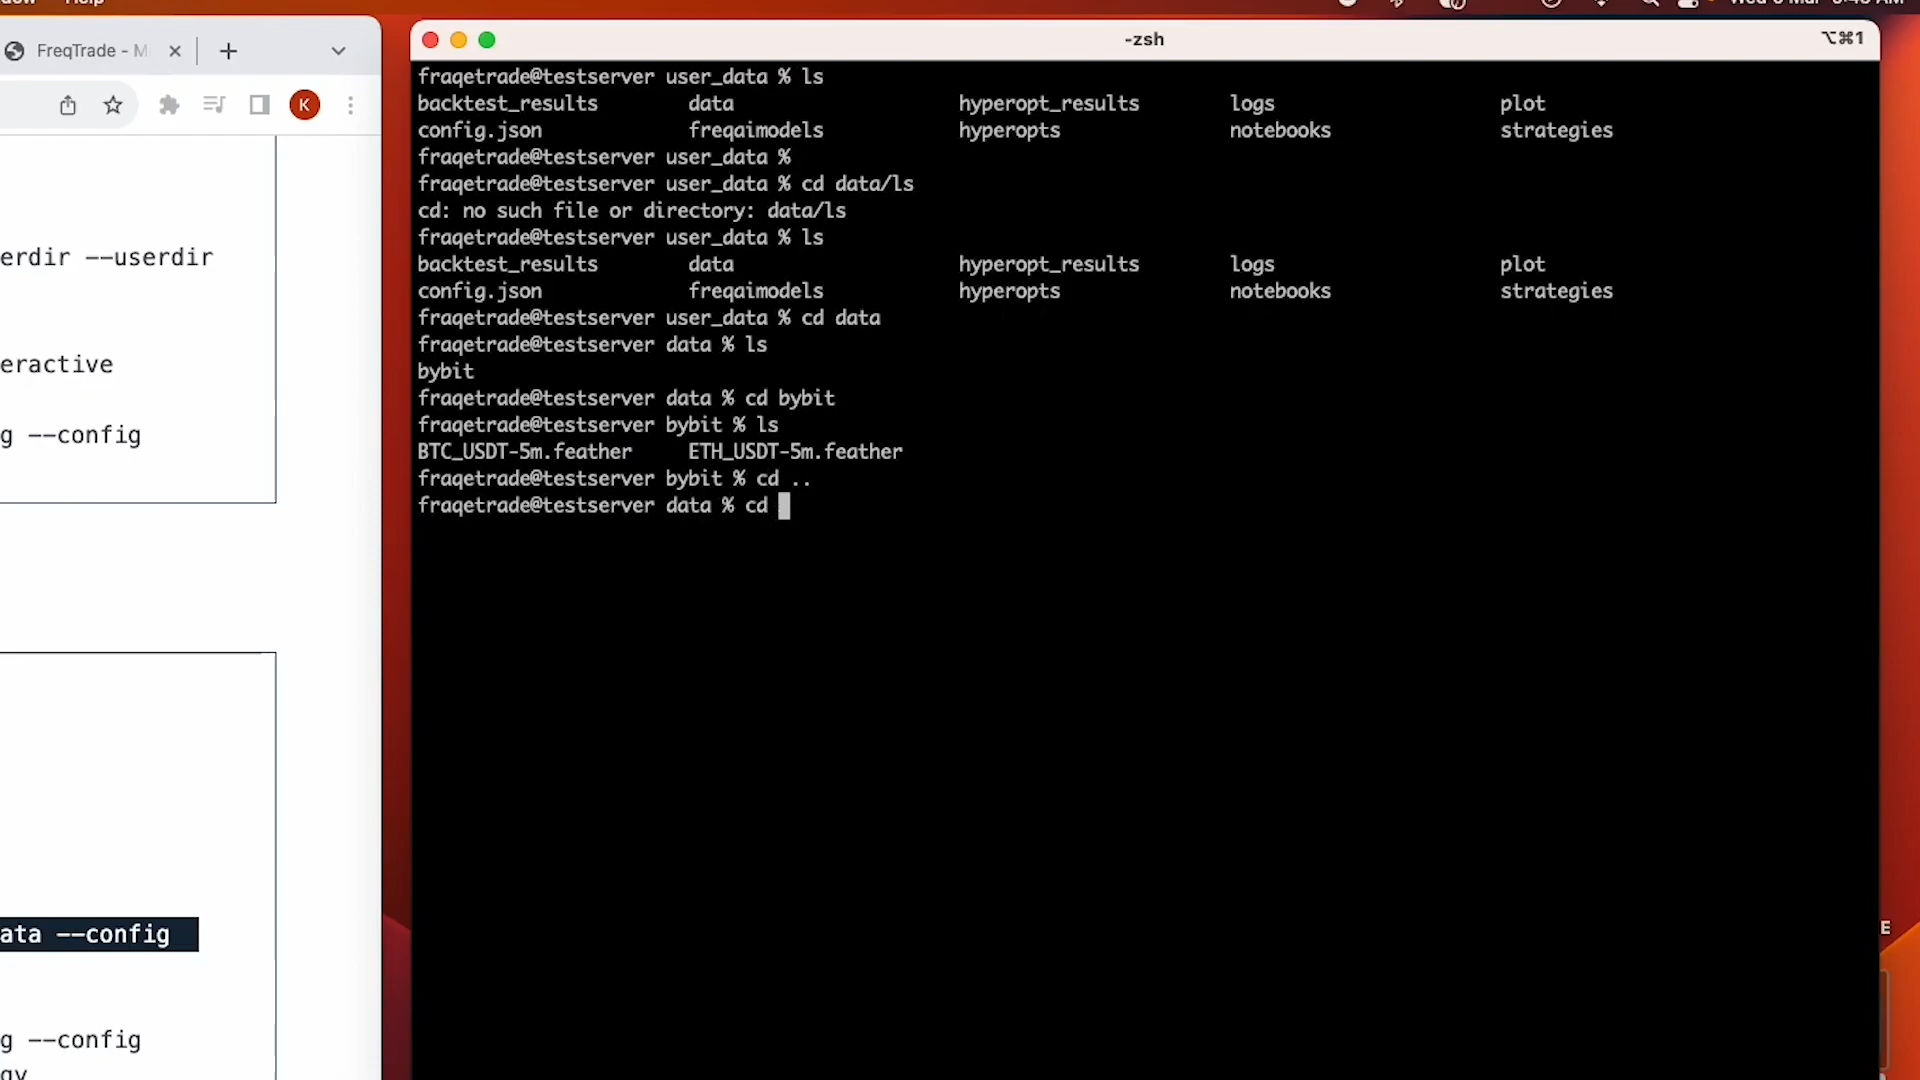 Help
FreqTrade - M
K
erdir --userdir
eractive
g --config
ata --config
g --config
-zsh
⌥⌘1
fraqetrade@testserver user_data % ls
backtest_results data hyperopt_results logs plot
config.json freqaimodels hyperopts notebooks strategies
fraqetrade@testserver user_data %
fraqetrade@testserver user_data % cd data/ls
cd: no such file or directory: data/ls
fraqetrade@testserver user_data % ls
backtest_results data hyperopt_results logs plot
config.json freqaimodels hyperopts notebooks strategies
fraqetrade@testserver user_data % cd data
fraqetrade@testserver data % ls
bybit
fraqetrade@testserver data % cd bybit
fraqetrade@testserver bybit % ls
BTC_USDT-5m.feather ETH_USDT-5m.feather
fraqetrade@testserver bybit % cd ..
fraqetrade@testserver data % cd
E